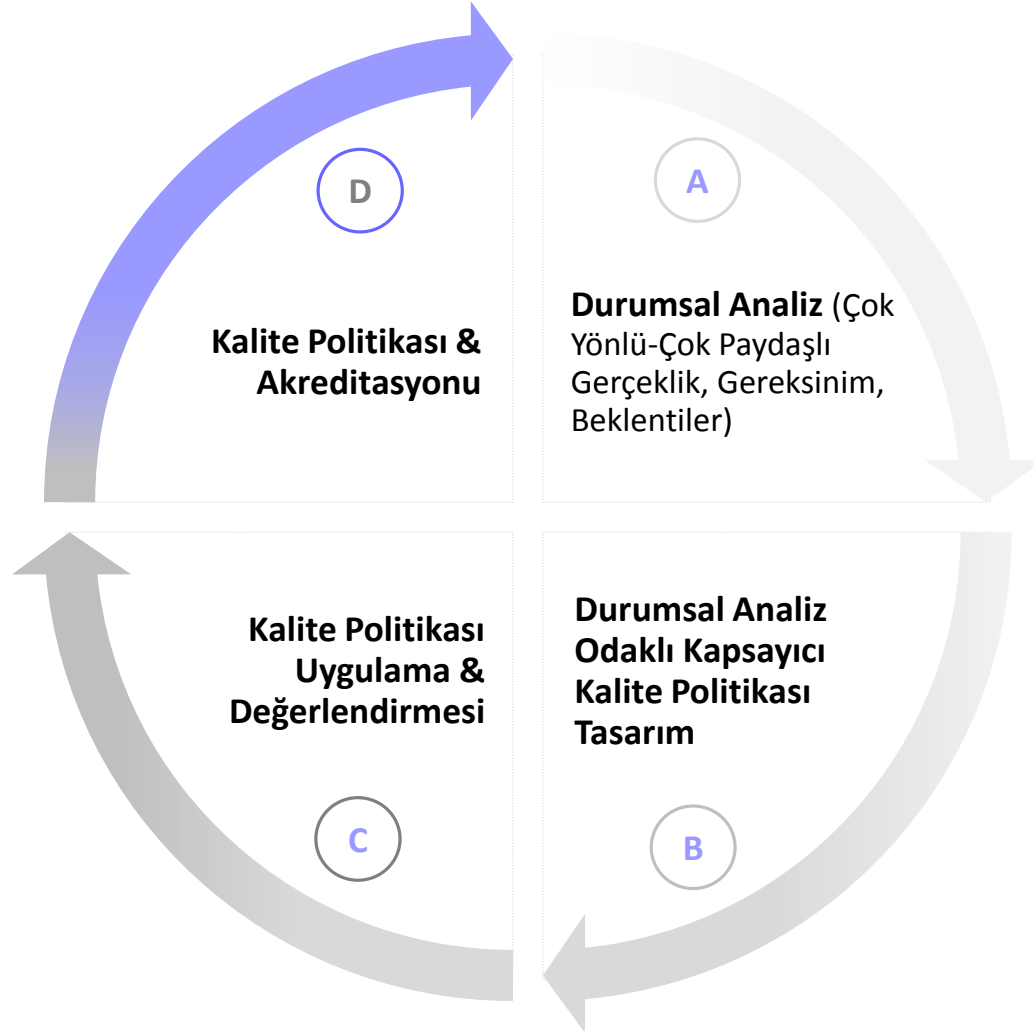 A
Durumsal Analiz (Çok
Yönlü-Çok Paydaşlı
Gerçeklik, Gereksinim,
Beklentiler)
Durumsal Analiz
Odaklı Kapsayıcı
Kalite Politikası
Tasarım
B
Kalite Politikası
Uygulama &
Değerlendirmesi
C
D
Kalite Politikası &
Akreditasyonu